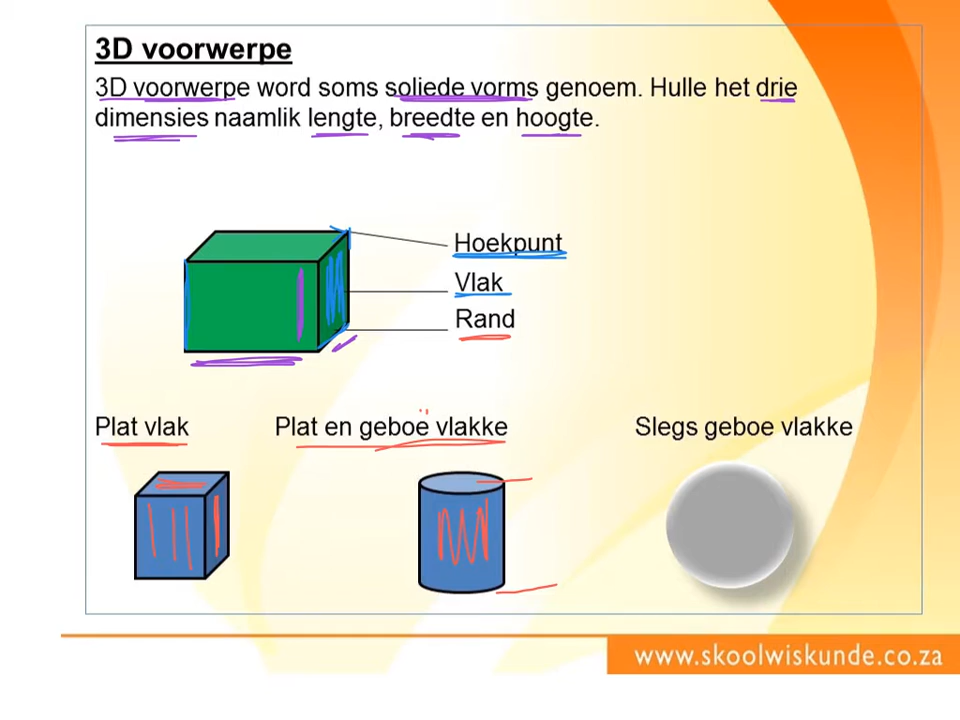 3D voorwerpe
3D voorwerpe word soms soliede vorms genoem. Hulle het drie
dimensies naamlik lengte, breedte en hoogte.
Hoekpunt
Vlak
Rand
Plat vlak
Plat en geboë vlakke
Slegs geboe vlakke
www.skoolwiskunde.co.za